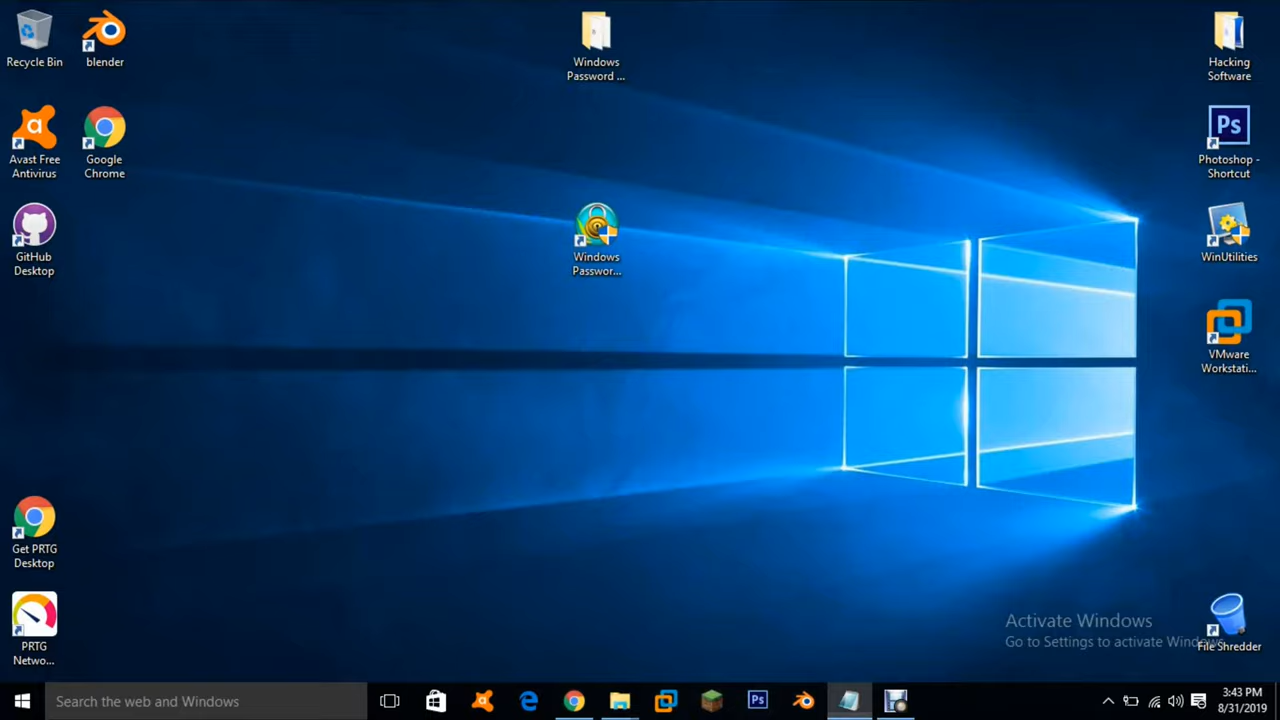 Recycle Bin
blender
Windows
Password ...
Hacking
Software
Avast Free
Antivirus
Google
Chrome
Ps
Photoshop -
Shortcut
GitHub
Desktop
Windows
Passwor...
WinUtilities
VMware
Workstati...
Get PRTG
Desktop
PRTG
Netwo...
Activate Windows
Go to Settings to activate Windows.
File Shredder
Search the web and Windows
Ps
3:43 PM
8/31/2019